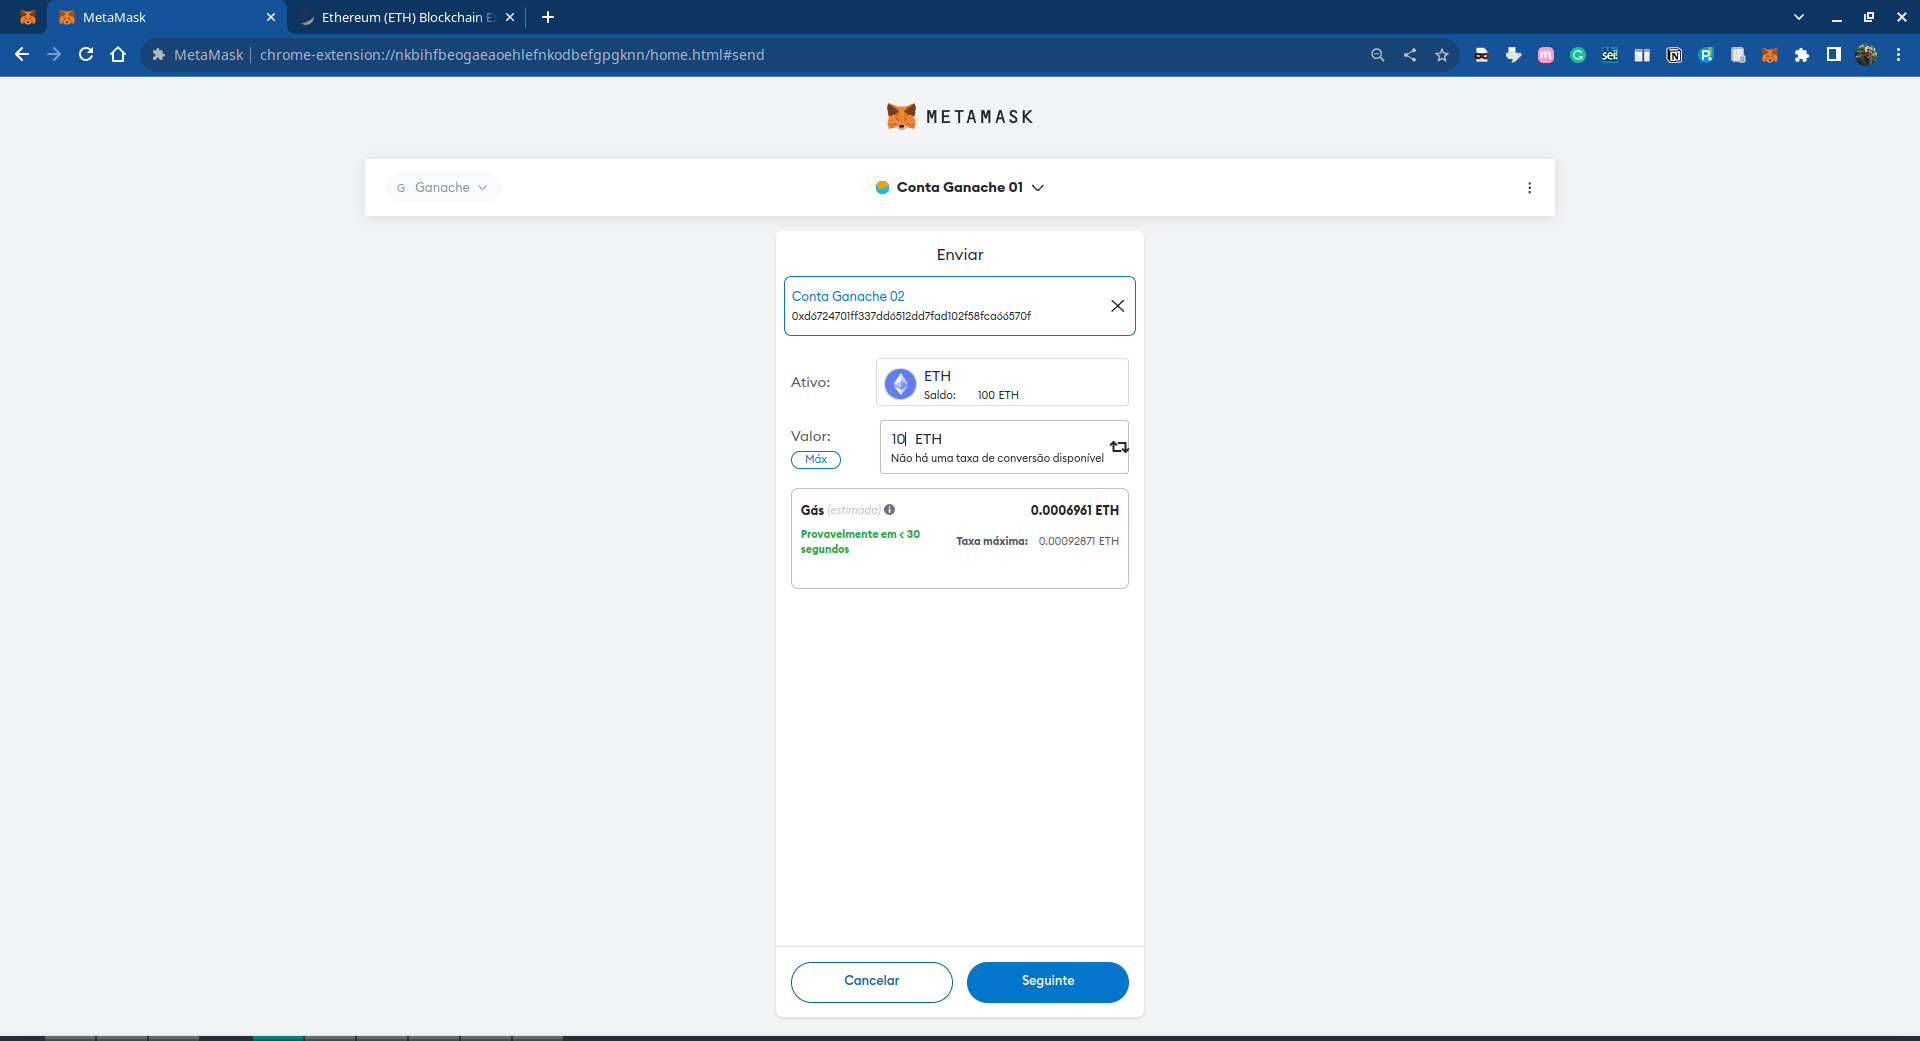 MetaMask
Ethereum (ETH) Blockchain E
MetaMask
chrome-extension://nkbihfbeogaeaoehlefnkodbefgpgknn/home.html#send
METAMASK
G Ganache
Conta Ganache 01
Enviar
Conta Ganache 02
0xd6724701ff337dd6512dd7fad102f58fca66570f
Ativo:
ETH
Saldo: 100 ETH
Valor:
Máx
10 ETH
Não há uma taxa de conversão disponível
Gás (estimada)
0.0006961 ETH
Provavelmente em < 30
segundos
Taxa máxima: 0.00092871 ETH
Cancelar
Seguinte